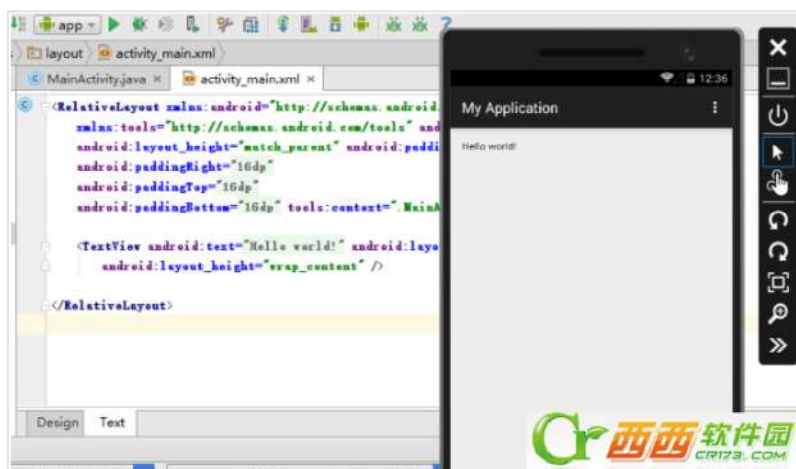 app
layout activity_main.xml
MainActivity.java × activity_main.xml ×
<RelativeLayout xmlns:android="http://schemas.android.
xmlns:tools="http://schemas.android.com/tools" and
android:layout_height="match_parent" android:paddi
android:paddingRight="16dp"
android:paddingTop="16dp"
android:paddingBottom="16dp" tools:context=".MainA
<TextView android:text="Hello world!" android:layo
android:layout_height="wrap_content" />
</RelativeLayout>
Design Text
12:36
My Application
Hello world!
西西软件园
CR173.COM